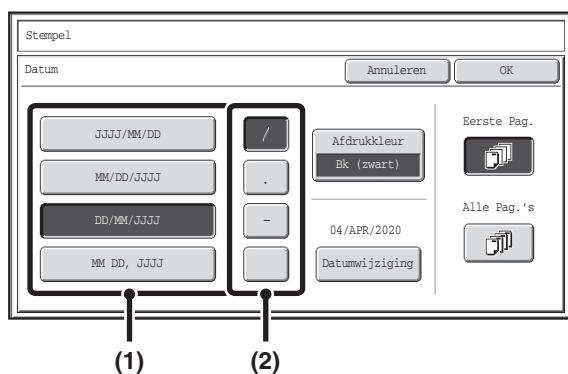 Stempel
Datum
Annuleren
OK
JJJJ/MM/DD
MM/DD/JJJJ
DD/MM/JJJJ
MM DD, JJJJ
/
.
-
Afdrukkleur
Bk (zwart)
04/APR/2020
Datumwijziging
Eerste Pag.
Alle Pag.'s
(1)
(2)